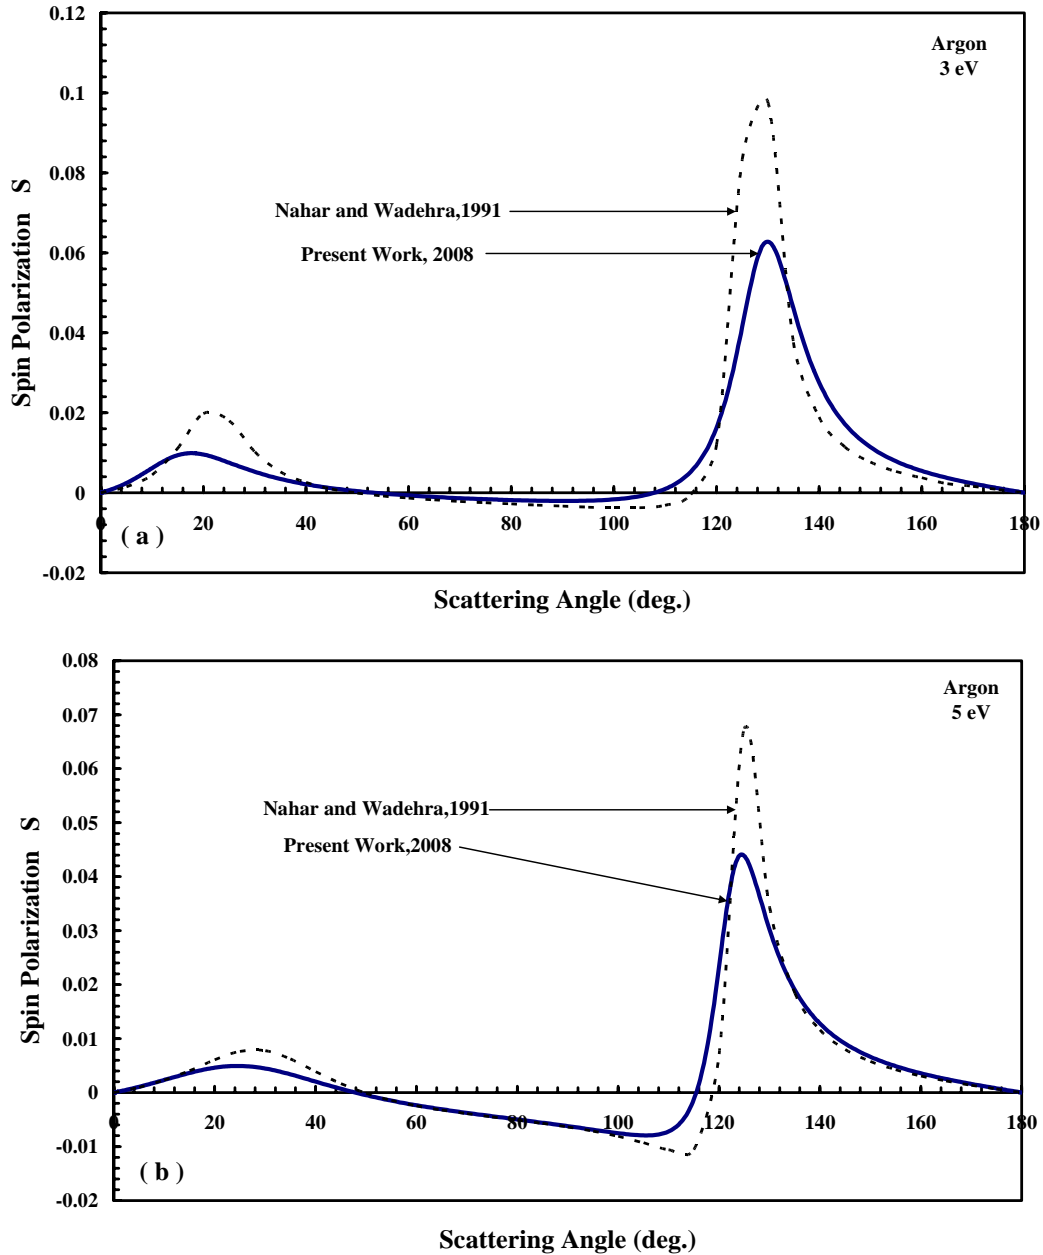 0.12
Argon
3 eV
0.1
0.08
Nahar and Wadehra,1991
0.06
Present Work, 2008
0.04
0.02
0
-0.02
Spin Polarization S
0 20 40 60 80 100 120 140 160 180
( a )
Scattering Angle (deg.)
0.08
Argon
5 eV
0.07
0.06
Nahar and Wadehra,1991
0.05
Present Work,2008
0.04
0.03
0.02
0.01
0
-0.01
-0.02
Spin Polarization S
0 20 40 60 80 100 120 140 160 180
( b )
Scattering Angle (deg.)